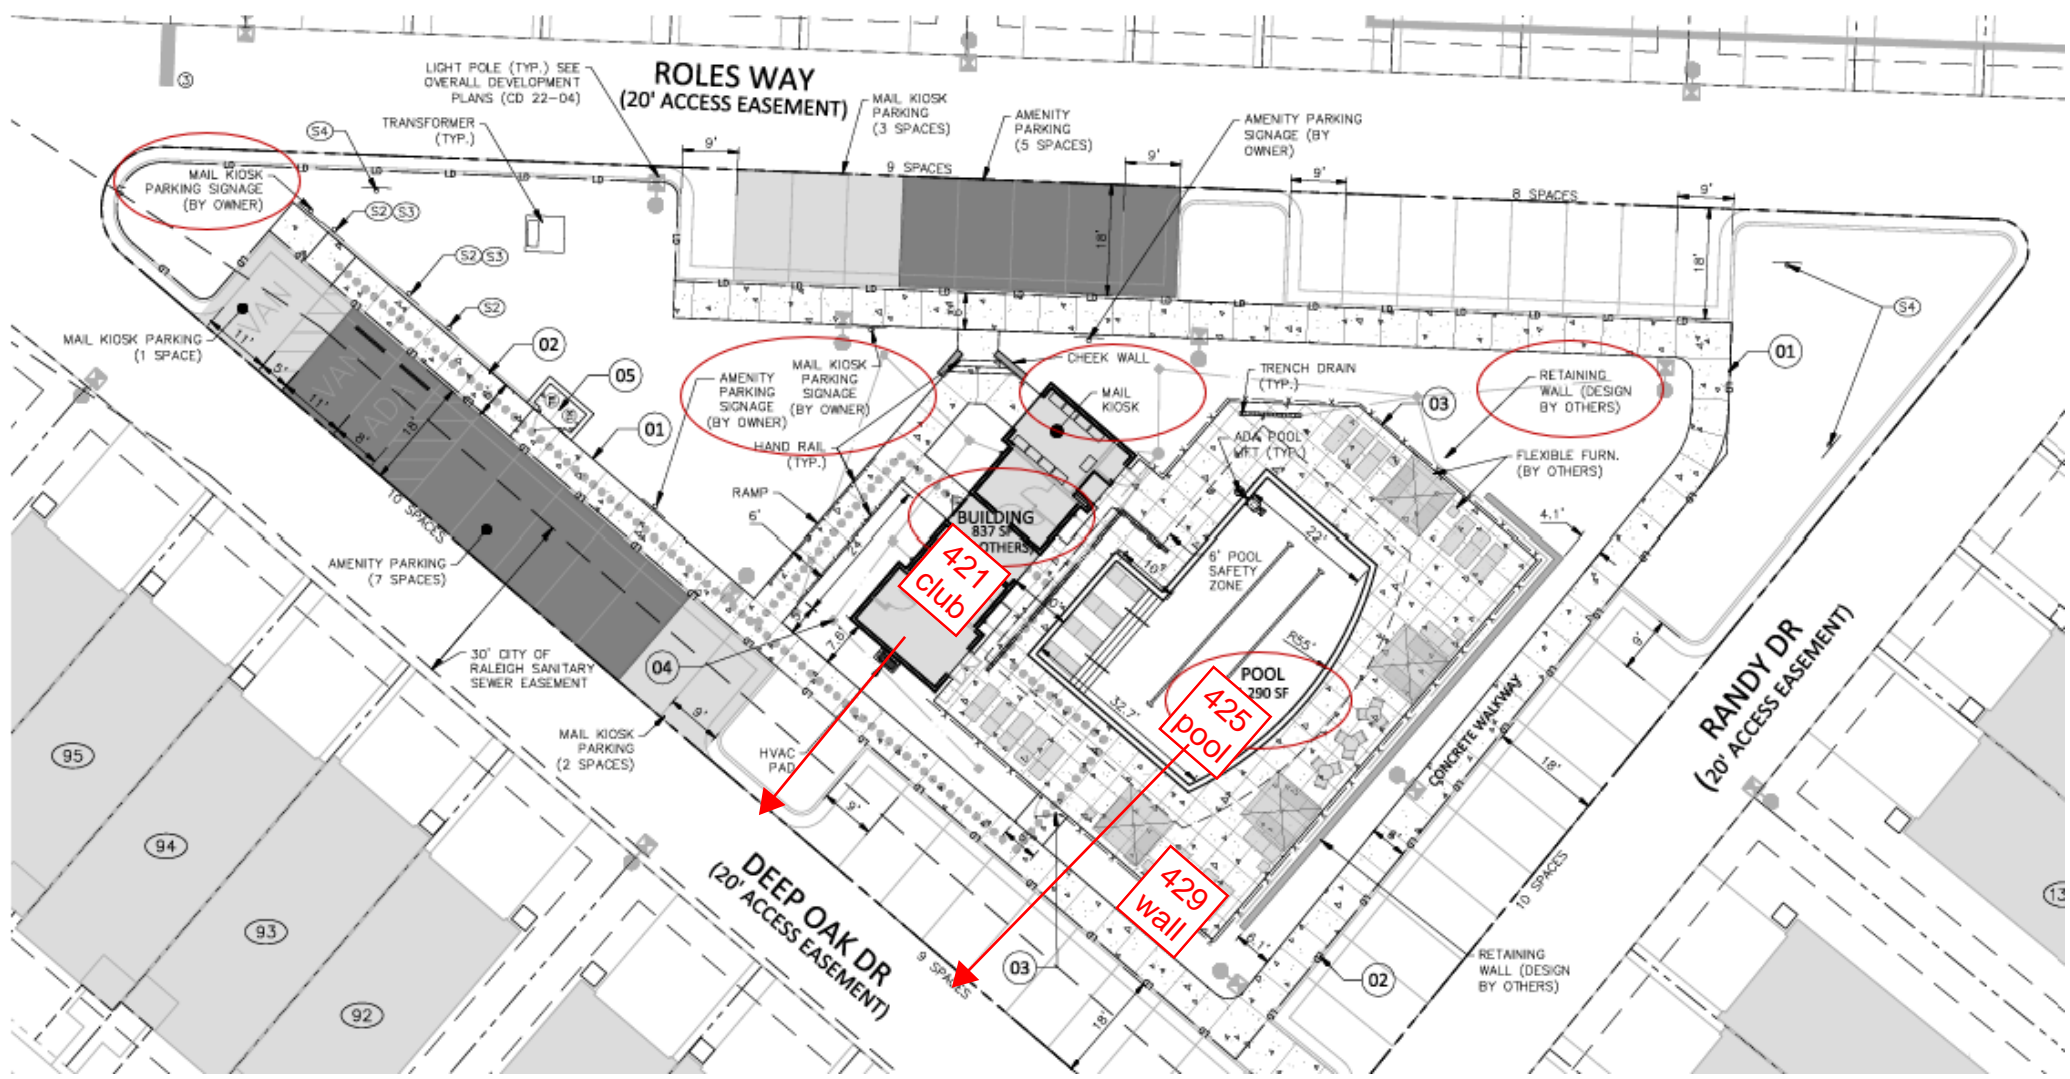 ROLES WAY
(20' ACCESS EASEMENT)
LIGHT POLE (TYP.) SEE
OVERALL DEVELOPMENT
PLANS (CD 22-04)
TRANSFORMER
(TYP.)
MAIL KIOSK
PARKING
(3 SPACES)
AMENITY
PARKING
(5 SPACES)
AMENITY PARKING
SIGNAGE (BY
OWNER)
3
S4
MAIL KIOSK
PARKING SIGNAGE
(BY OWNER)
9'
9 SPACES
9'
9'
8 SPACES
9'
18'
18'
S2 S3
S2 S3
S2
S4
VAN
VAN
ADA
MAIL KIOSK PARKING
(1 SPACE)
11'
5'
11'
8'
18'
10 SPACES
02
05
01
01
03
AMENITY
PARKING
SIGNAGE
(BY OWNER)
MAIL KIOSK
PARKING
SIGNAGE
(BY OWNER)
CHEEK WALL
MAIL
KIOSK
TRENCH DRAIN
(TYP.)
RETAINING
WALL (DESIGN
BY OTHERS)
HAND RAIL
(TYP.)
ADA POOL
LIFT (TYP.)
FLEXIBLE FURN.
(BY OTHERS)
RAMP
6'
24'
BUILDING
837 SF
OTHERS)
421
club
10'
6' POOL
SAFETY
ZONE
22'
4.1'
AMENITY PARKING
(7 SPACES)
30' CITY OF
RALEIGH SANITARY
SEWER EASEMENT
04
5'
7.6'
R55'
POOL
290 SF
425
pool
32.7'
9'
9'
MAIL KIOSK
PARKING
(2 SPACES)
HVAC
PAD
9'
CONCRETE WALKWAY
18'
RANDY DR
(20' ACCESS EASEMENT)
8'
10 SPACES
429
wall
DEEP OAK DR
(20' ACCESS EASEMENT)
9 SPACES
03
6.1'
02
RETAINING
WALL (DESIGN
BY OTHERS)
18'
95
94
93
92
13